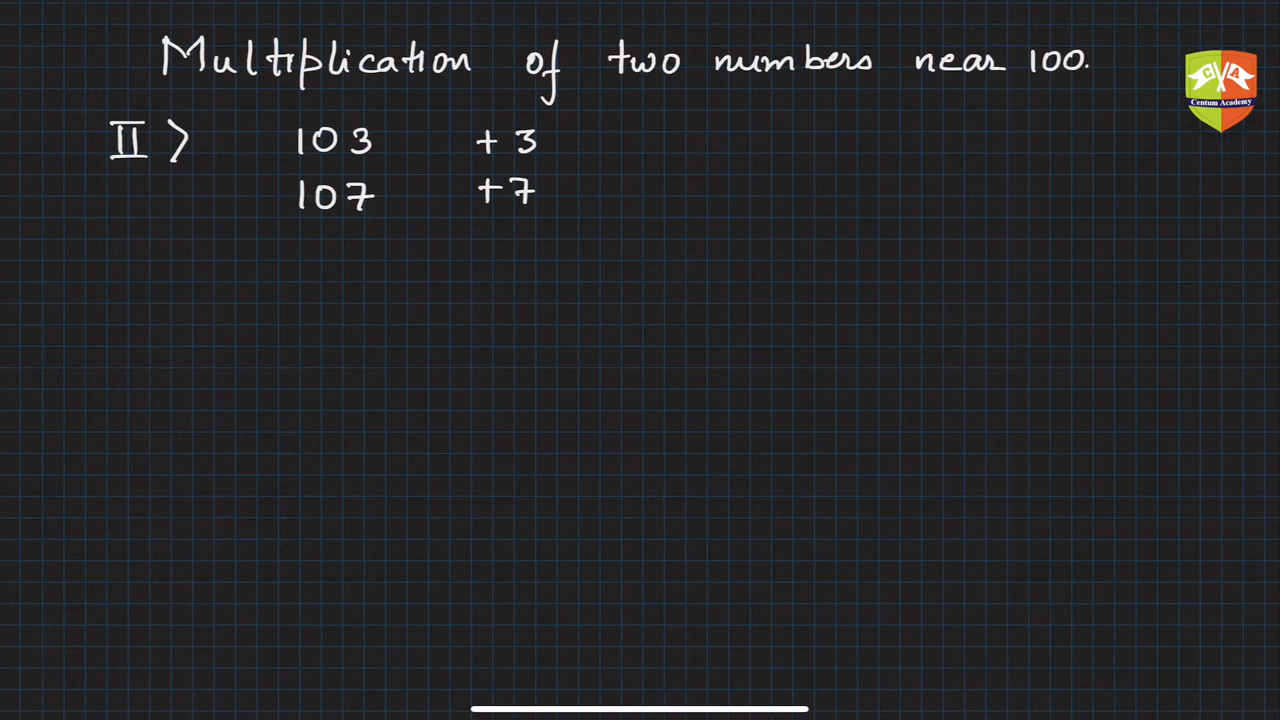 Multiplication of two numbers near 100.
II > 103 + 3
107 + 7
C A
Centum Academy